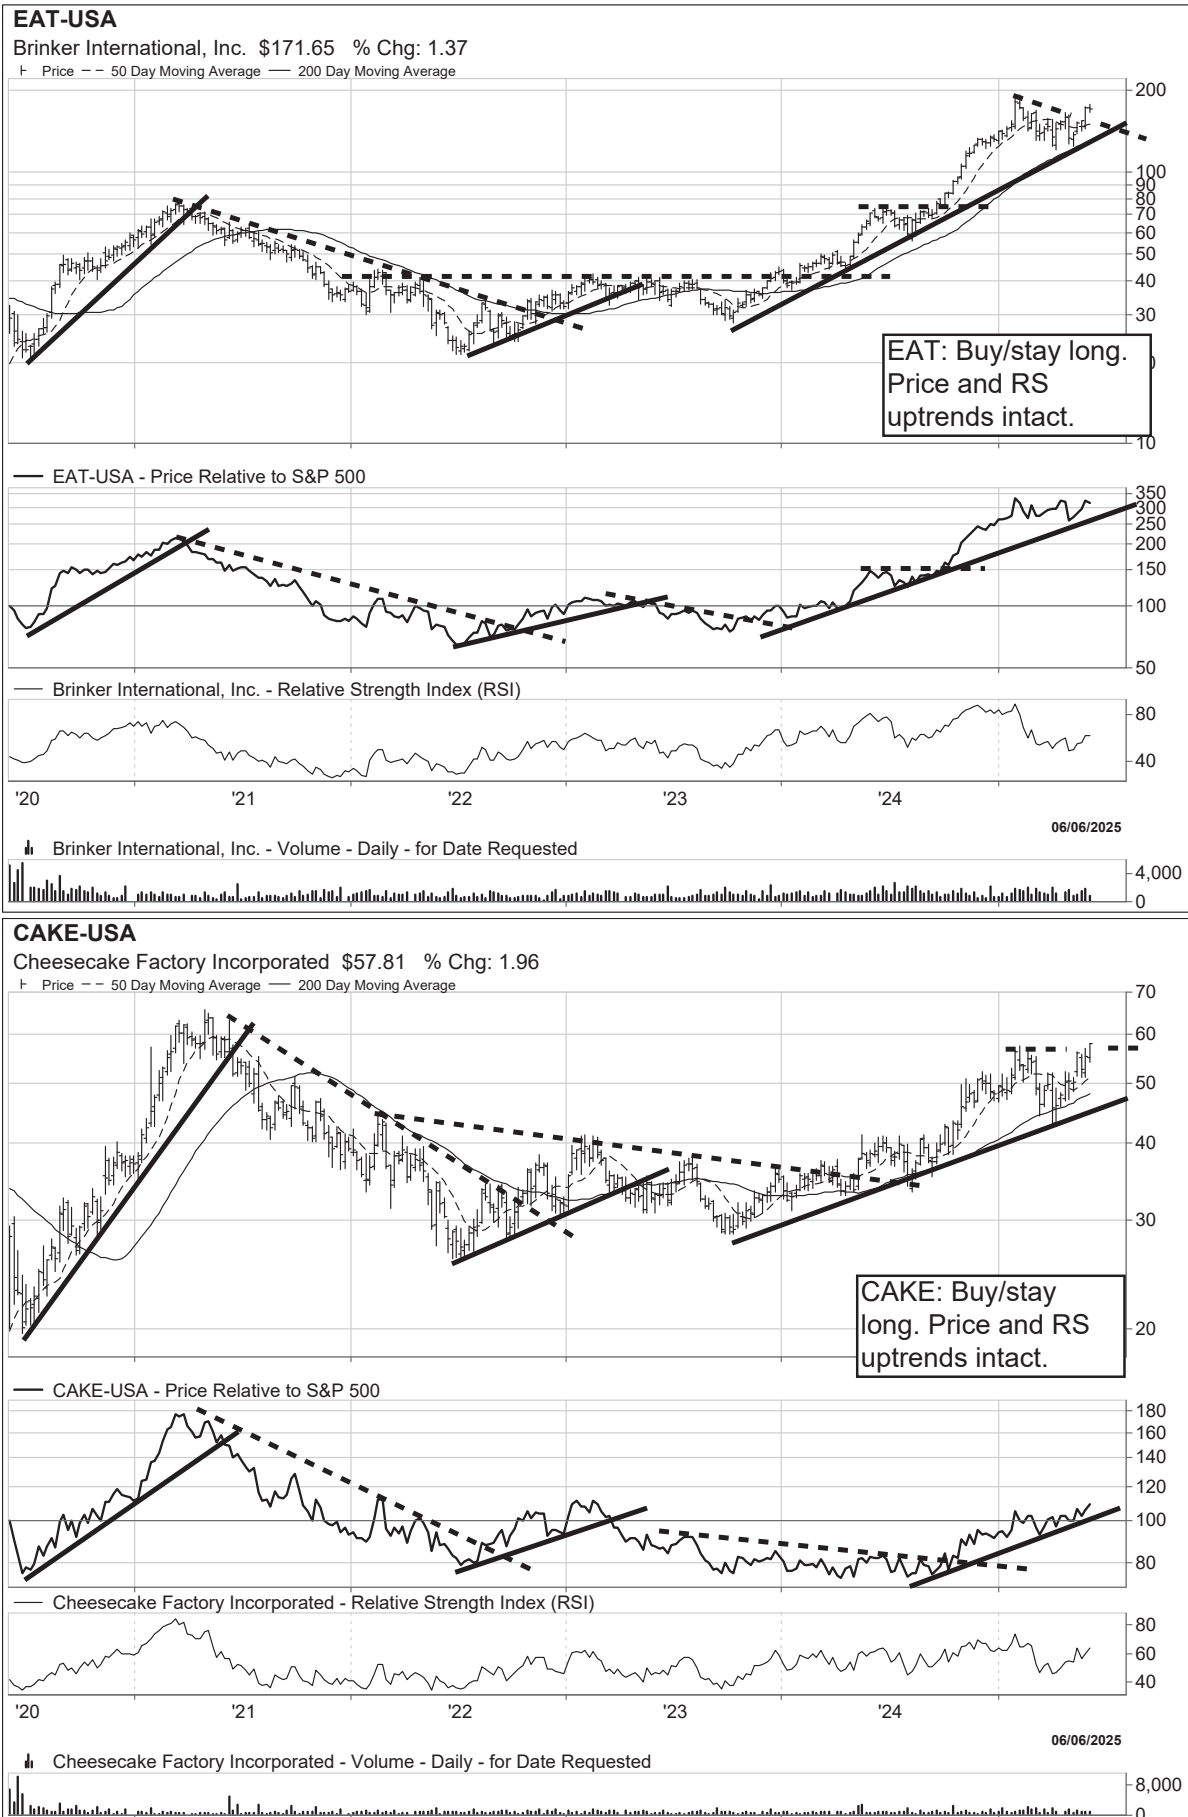 EAT-USA
Brinker International, Inc. $171.65 % Chg: 1.37
Price 50 Day Moving Average 200 Day Moving Average
200
100
90
80
70
60
50
40
30
EAT: Buy/stay long.
Price and RS
uptrends intact.
10
EAT-USA - Price Relative to S&P 500
350
300
250
200
150
100
50
Brinker International, Inc. - Relative Strength Index (RSI)
80
40
'20 '21 '22 '23 '24
06/06/2025
Brinker International, Inc. - Volume - Daily - for Date Requested
4,000
0
CAKE-USA
Cheesecake Factory Incorporated $57.81 % Chg: 1.96
Price 50 Day Moving Average 200 Day Moving Average
70
60
50
40
30
CAKE: Buy/stay
long. Price and RS
uptrends intact.
20
CAKE-USA - Price Relative to S&P 500
180
160
140
120
100
80
Cheesecake Factory Incorporated - Relative Strength Index (RSI)
80
60
40
'20 '21 '22 '23 '24
06/06/2025
Cheesecake Factory Incorporated - Volume - Daily - for Date Requested
8,000
0